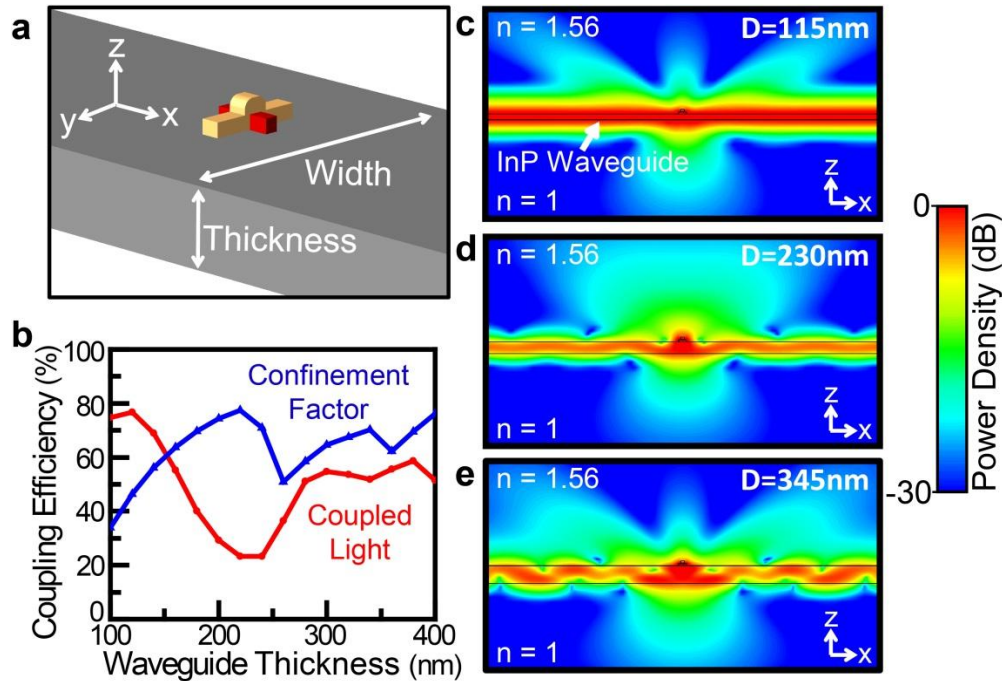 a
z
y
x
Width
Thickness
b
Coupling Efficiency (%)
100
80
60
40
20
0
Confinement
Factor
Coupled
Light
100
200
300
400
Waveguide Thickness (nm)
c
n = 1.56
D=115nm
InP Waveguide
n = 1
z
x
d
n = 1.56
D=230nm
n = 1
z
x
e
n = 1.56
D=345nm
n = 1
z
x
0
-30
Power Density (dB)